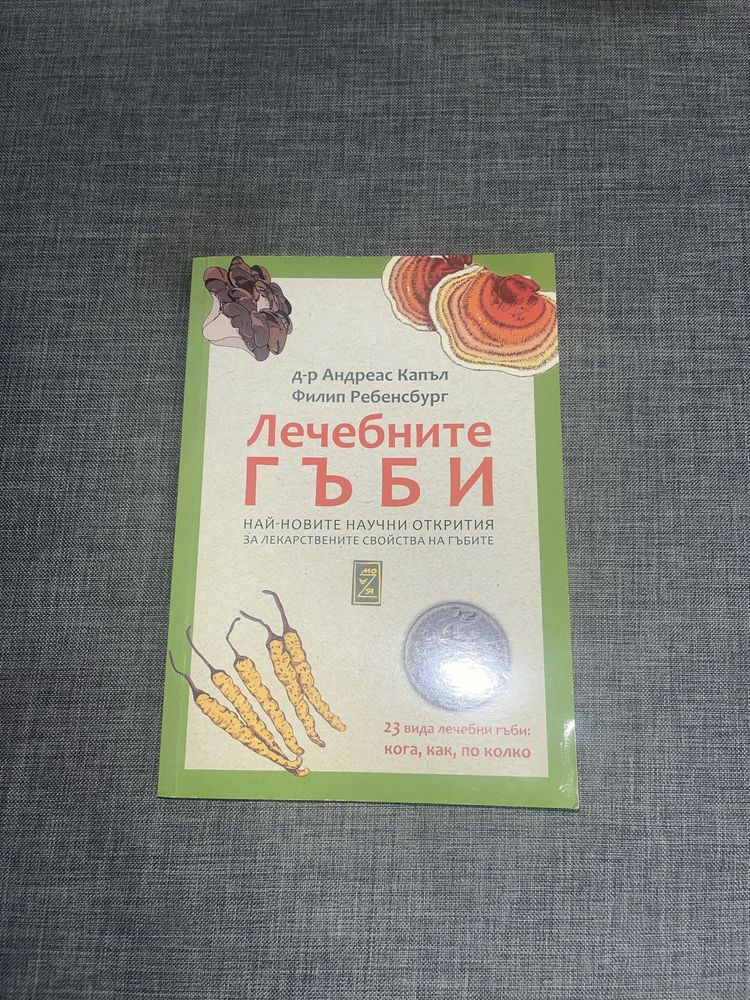 д-р Андреас Капъл
Филип Ребенсбург
Лечебните
ГЪБИ
НАЙ-НОВИТЕ НАУЧНИ ОТКРИТИЯ
ЗА ЛЕКАРСТВЕНИТЕ СВОЙСТВА НА ГЪБИТЕ
МО
А
Я
23 вида лечебни гъби:
кога, как, по колко